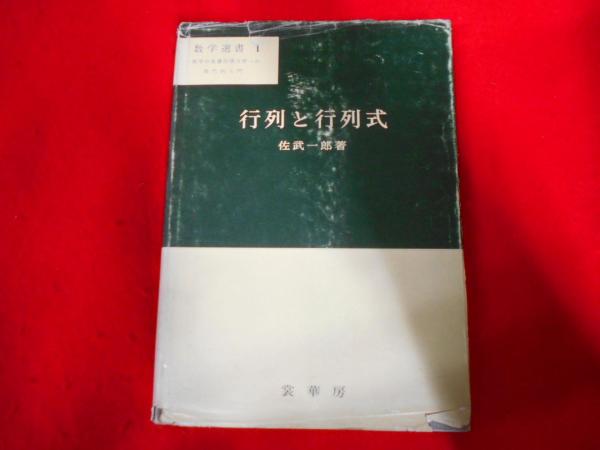 数学選書 1
行列と行列式
佐武一郎著
裳華房